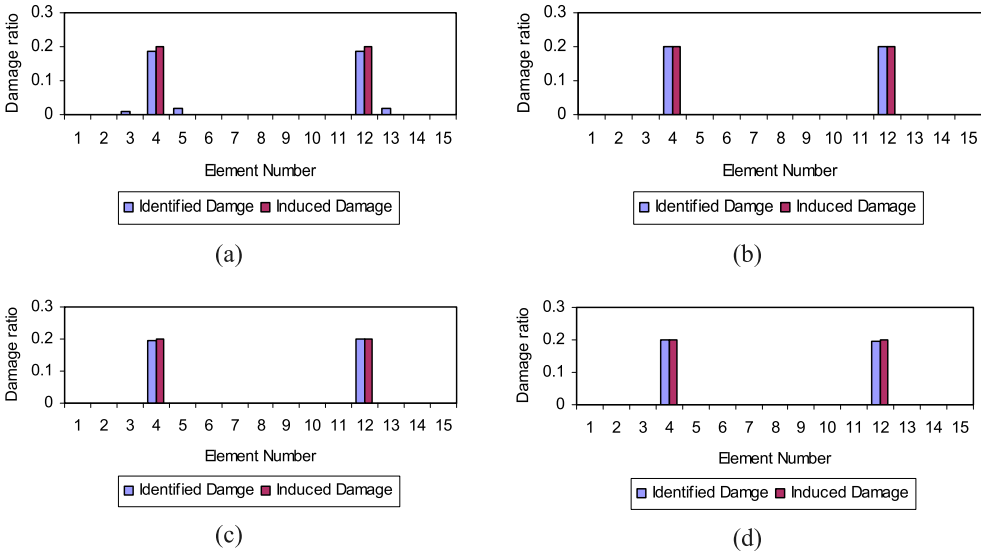 0.3
0.2
0.1
0
Damage ratio
1 2 3 4 5 6 7 8 9 10 11 12 13 14 15
Element Number
Identified Damge Induced Damage
(a)
0.3
0.2
0.1
0
Damage ratio
1 2 3 4 5 6 7 8 9 10 11 12 13 14 15
Element Number
Identified Damge Induced Damage
(b)
0.3
0.2
0.1
0
Damage ratio
1 2 3 4 5 6 7 8 9 10 11 12 13 14 15
Element Number
Identified Damge Induced Damage
(c)
0.3
0.2
0.1
0
Damage ratio
1 2 3 4 5 6 7 8 9 10 11 12 13 14 15
Element Number
Identified Damge Induced Damage
(d)